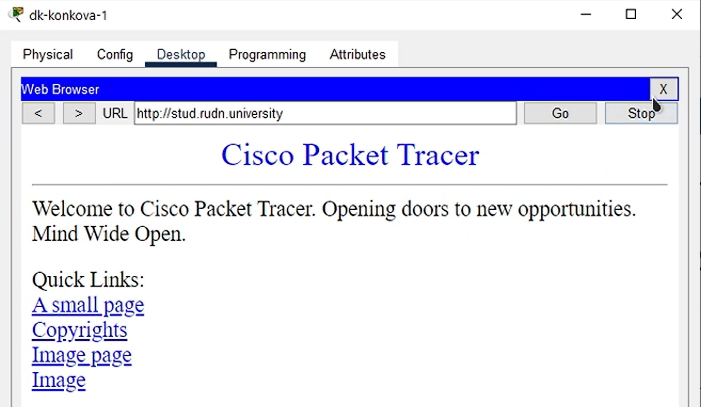 dk-konkova-1
Physical Config Desktop Programming Attributes
Web Browser X
< > URL http://stud.rudn.university Go Stop
Cisco Packet Tracer
Welcome to Cisco Packet Tracer. Opening doors to new opportunities.
Mind Wide Open.
Quick Links:
A small page
Copyrights
Image page
Image